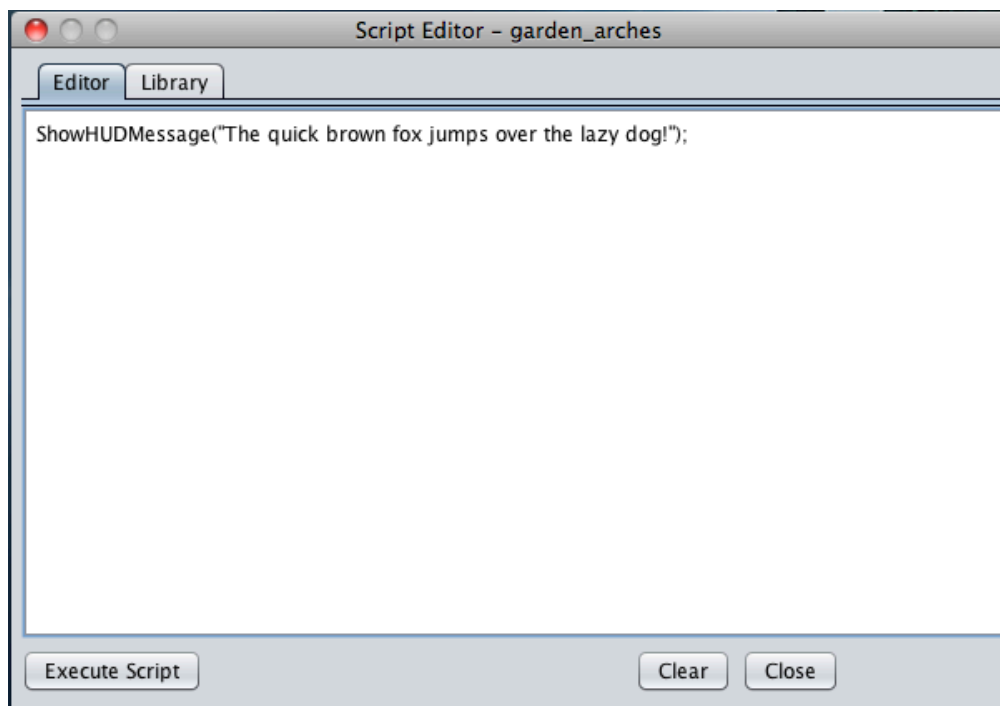 Script Editor – garden_arches
Editor Library
ShowHUDMessage("The quick brown fox jumps over the lazy dog!");
Execute Script Clear Close